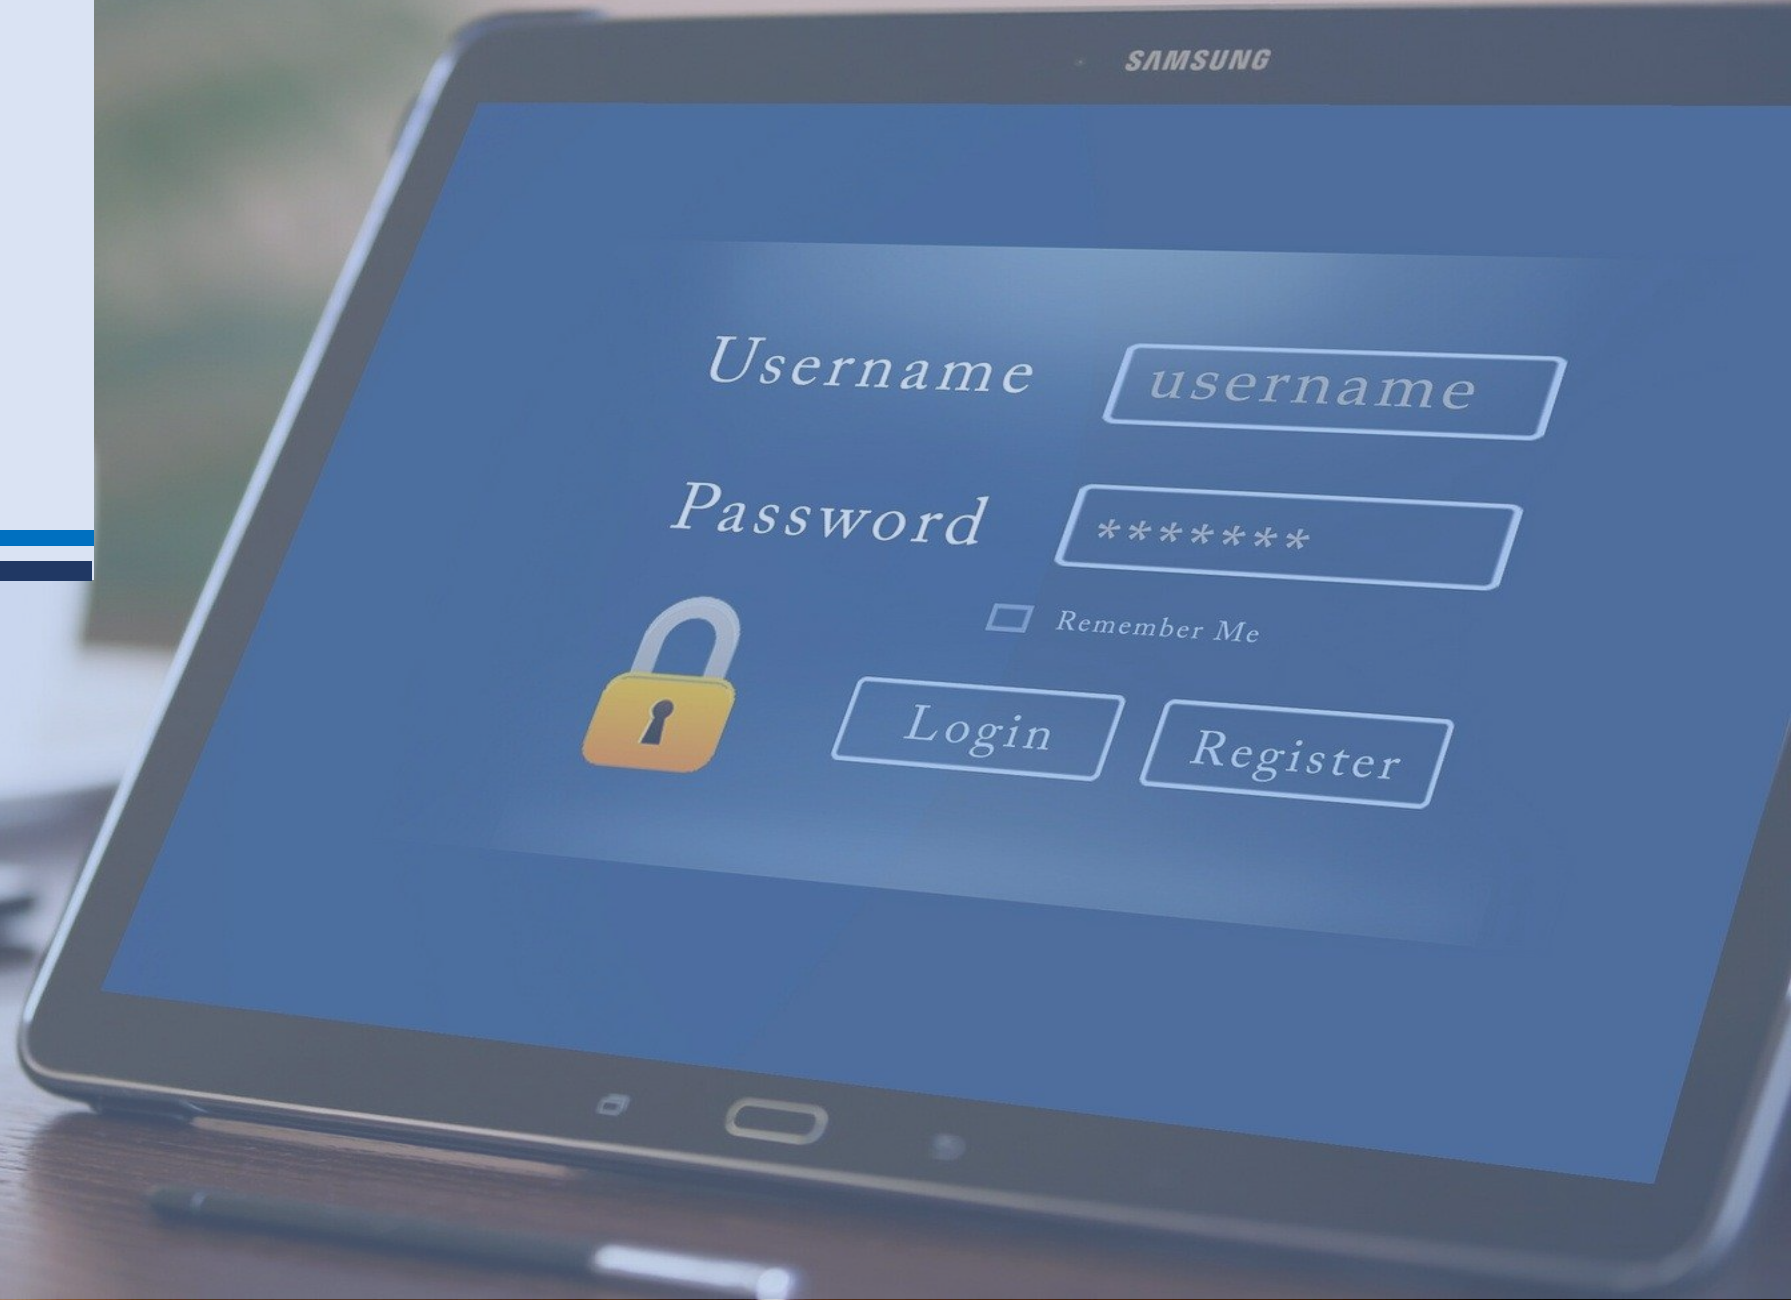 SAMSUNG
Username username
Password *******
Remember Me
Login Register